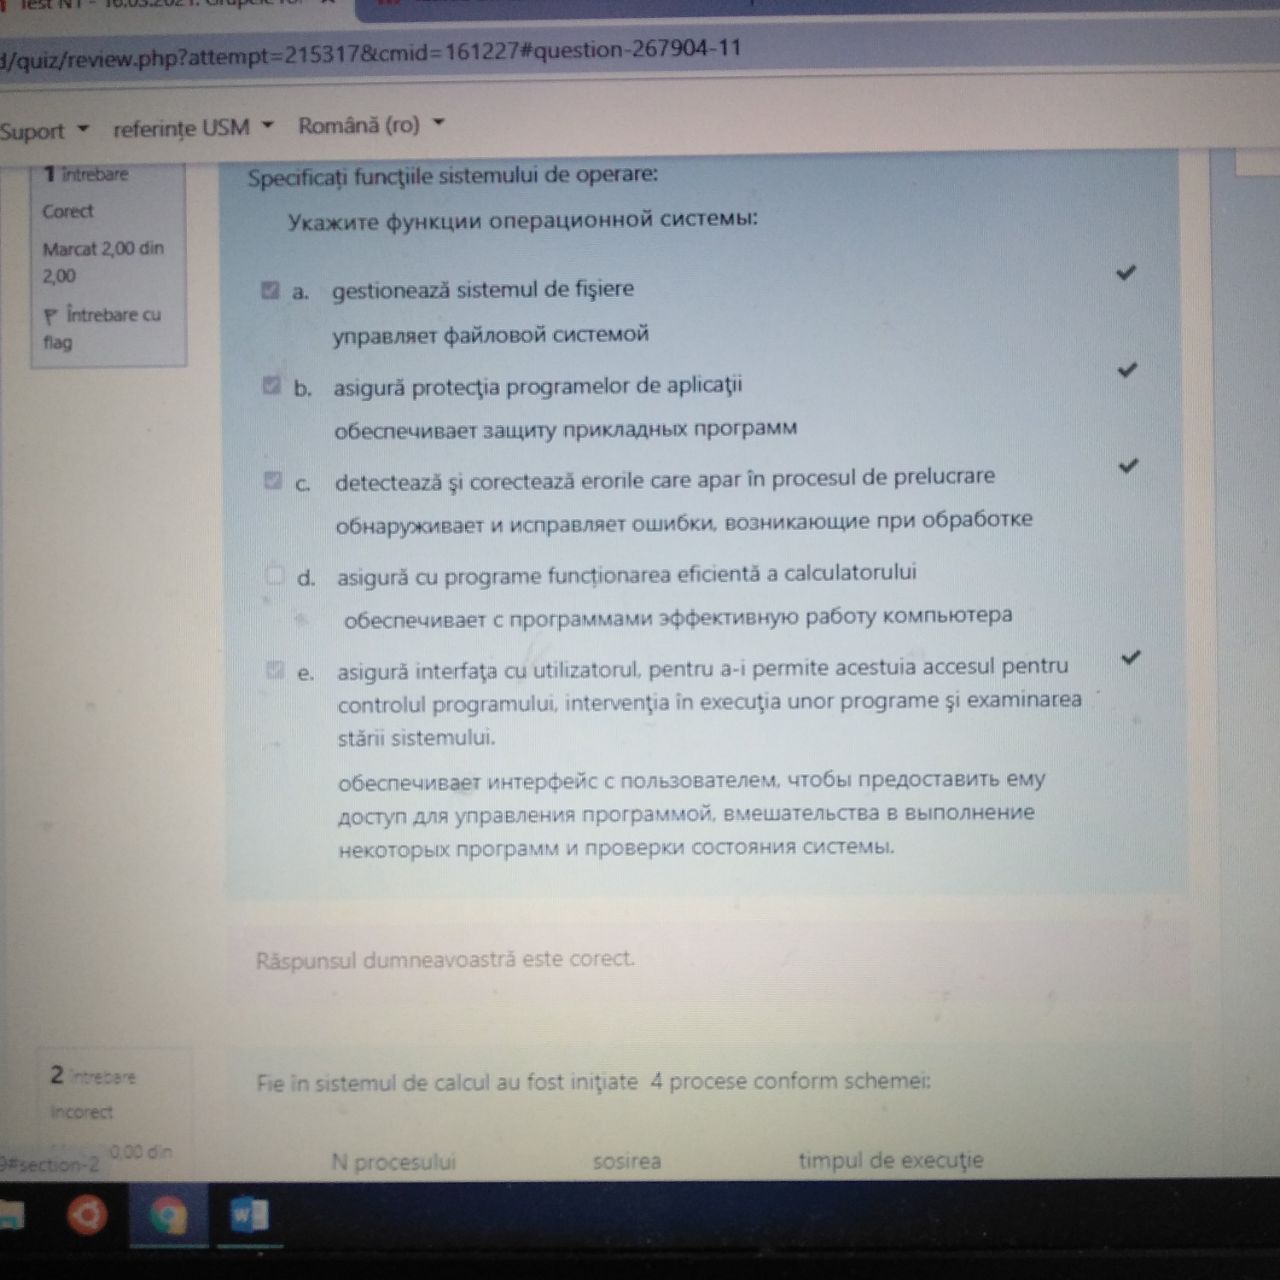 Test N1 - 16.03.2021. Grupele
d/quiz/review.php?attempt=215317&cmid=161227#question-267904-11
Suport referințe USM Română (ro)
1 întrebare
Corect
Marcat 2,00 din
2,00
Întrebare cu
flag
Specificați funcţiile sistemului de operare:
Укажите функции операционной системы:
a. gestionează sistemul de fişiere
управляет файловой системой
b. asigură protecţia programelor de aplicaţii
обеспечивает защиту прикладных программ
c. detectează şi corectează erorile care apar în procesul de prelucrare
обнаруживает и исправляет ошибки, возникающие при обработке
d. asigură cu programe funcționarea eficientă a calculatorului
обеспечивает с программами эффективную работу компьютера
e. asigură interfaţa cu utilizatorul, pentru a-i permite acestuia accesul pentru
controlul programului, intervenţia în execuţia unor programe şi examinarea
stării sistemului.
обеспечивает интерфейс с пользователем, чтобы предоставить ему
доступ для управления программой, вмешательства в выполнение
некоторых программ и проверки состояния системы.
Răspunsul dumneavoastră este corect.
2 întrebare
Incorect
0,00 din
9#section-2
Fie în sistemul de calcul au fost iniţiate 4 procese conform schemei:
N procesului sosirea timpul de execuţie
W